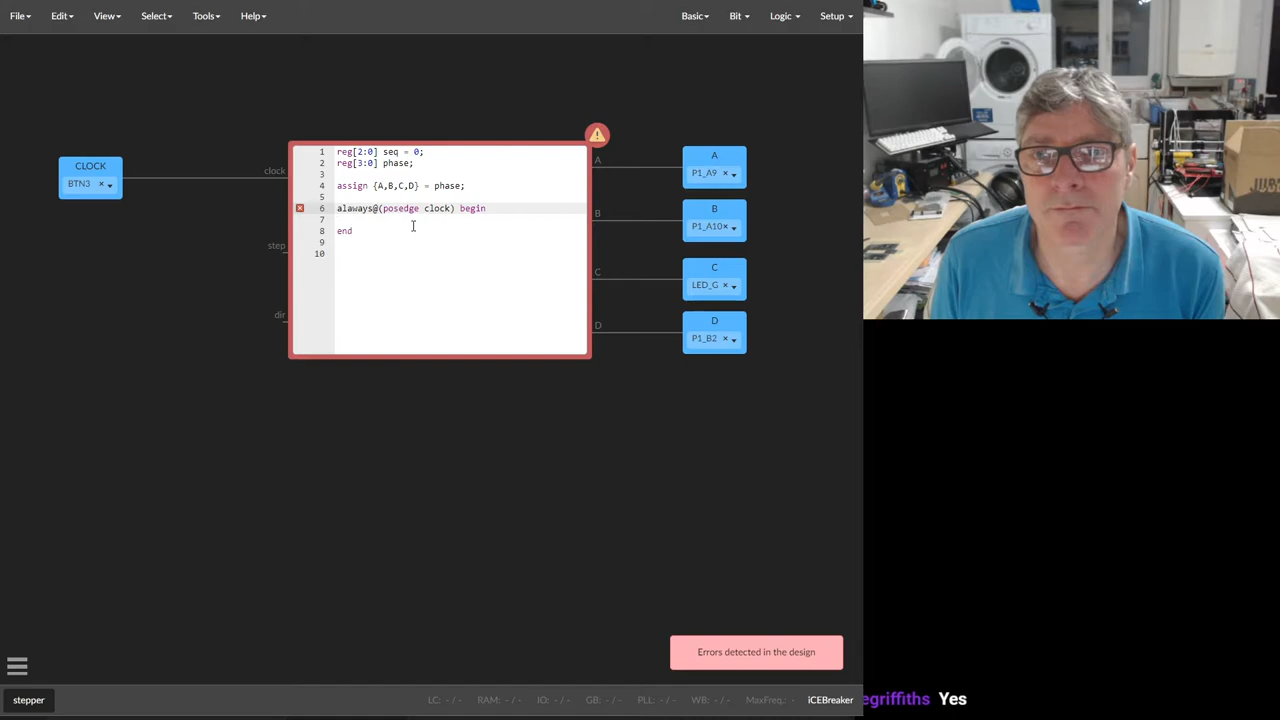 File Edit View Select Tools Help Basic Bit Logic Setup
CLOCK
BTN3
clock
step
dir
1 reg[2:0] seq = 0;
2 reg[3:0] phase;
3
4 assign {A,B,C,D} = phase;
5
6 alaways@(posedge clock) begin
7
8 end
9
10
A
B
C
D
A
P1_A9
B
P1_A10
C
LED_G
D
P1_B2
Errors detected in the design
stepper LC: - / - RAM: - / - IO: - / - GB: - / - PLL: - / - WB: - / - MaxFreq.: - iCEBreaker
egriffiths Yes